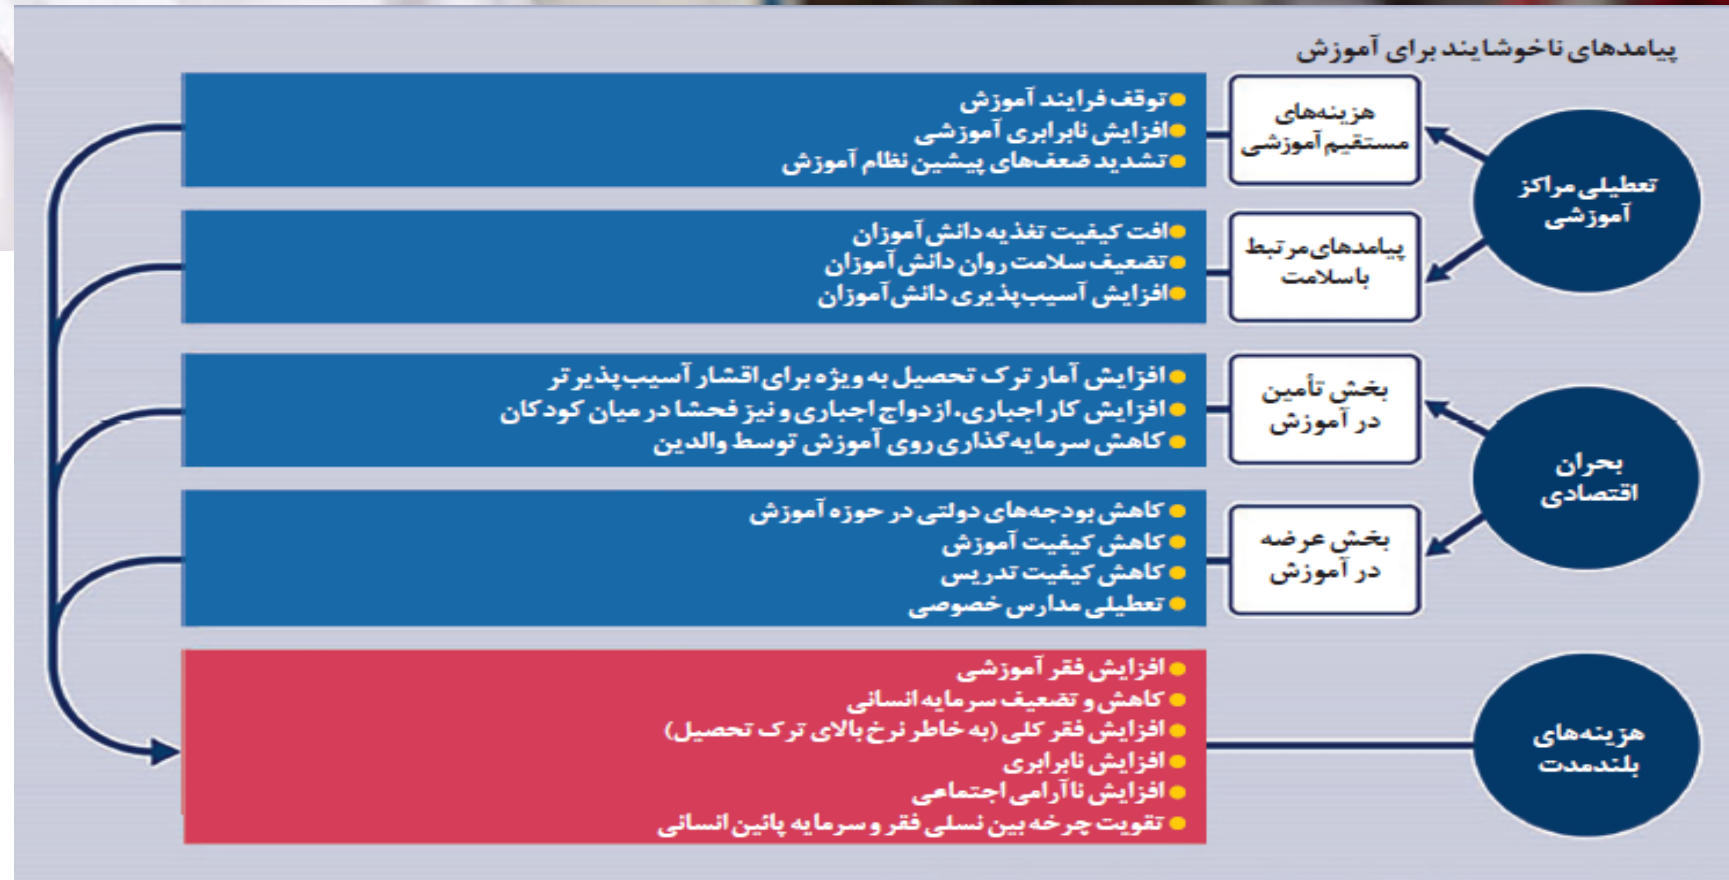 پیامدهای ناخوشایند برای آموزش
تعطیلی مراکز
آموزشی
هزینه‌های
مستقیم آموزشی
توقف فرایند آموزش
افزایش نابرابری آموزشی
تشدید ضعف‌های پیشین نظام آموزش
پیامدهای مرتبط
باسلامت
افت کیفیت تغذیه دانش‌آموزان
تضعیف سلامت روان دانش‌آموزان
افزایش آسیب‌پذیری دانش‌آموزان
بحران
اقتصادی
بخش تأمین
در آموزش
افزایش آمار ترک تحصیل به ویژه برای اقشار آسیب‌پذیر تر
افزایش کار اجباری، ازدواج اجباری و نیز فحشا در میان کودکان
کاهش سرمایه‌گذاری روی آموزش توسط والدین
بخش عرضه
در آموزش
کاهش بودجه‌های دولتی در حوزه آموزش
کاهش کیفیت آموزش
کاهش کیفیت تدریس
تعطیلی مدارس خصوصی
هزینه‌های
بلندمدت
افزایش فقر آموزشی
کاهش و تضعیف سرمایه انسانی
افزایش فقر کلی (به خاطر نرخ بالای ترک تحصیل)
افزایش نابرابری
افزایش ناآرامی اجتماعی
تقویت چرخه بین نسلی فقر و سرمایه پائین انسانی